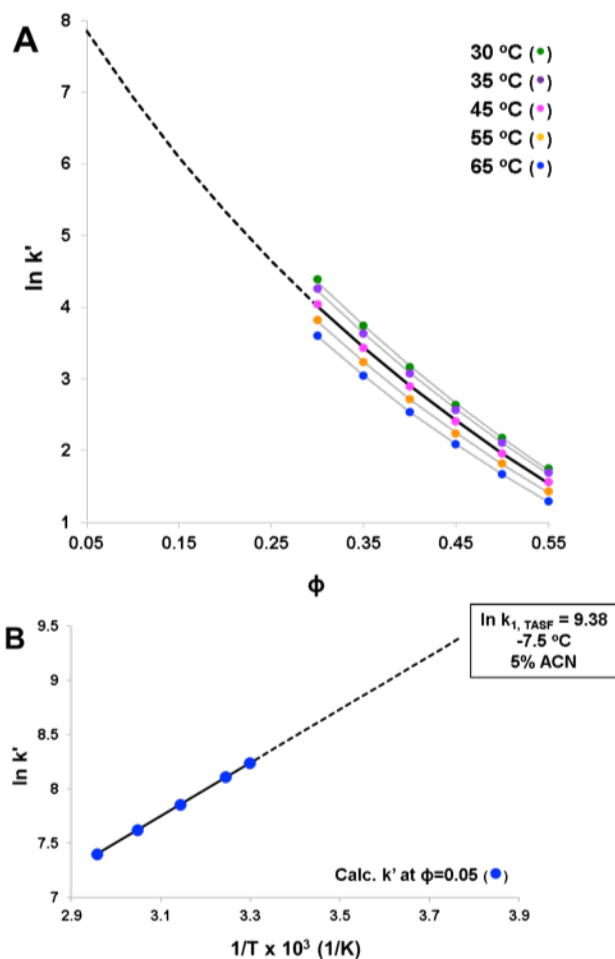 A
8
7
6
5
4
3
2
1
ln k'
30 ºC (●)
35 ºC (●)
45 ºC (●)
55 ºC (●)
65 ºC (●)
0.05 0.15 0.25 0.35 0.45 0.55
ϕ
B
9.5
9
8.5
8
7.5
7
ln k'
ln k1, TASF = 9.38
-7.5 ºC
5% ACN
Calc. k’ at ϕ=0.05 (●)
2.9 3.1 3.3 3.5 3.7 3.9
1/T x 10³ (1/K)